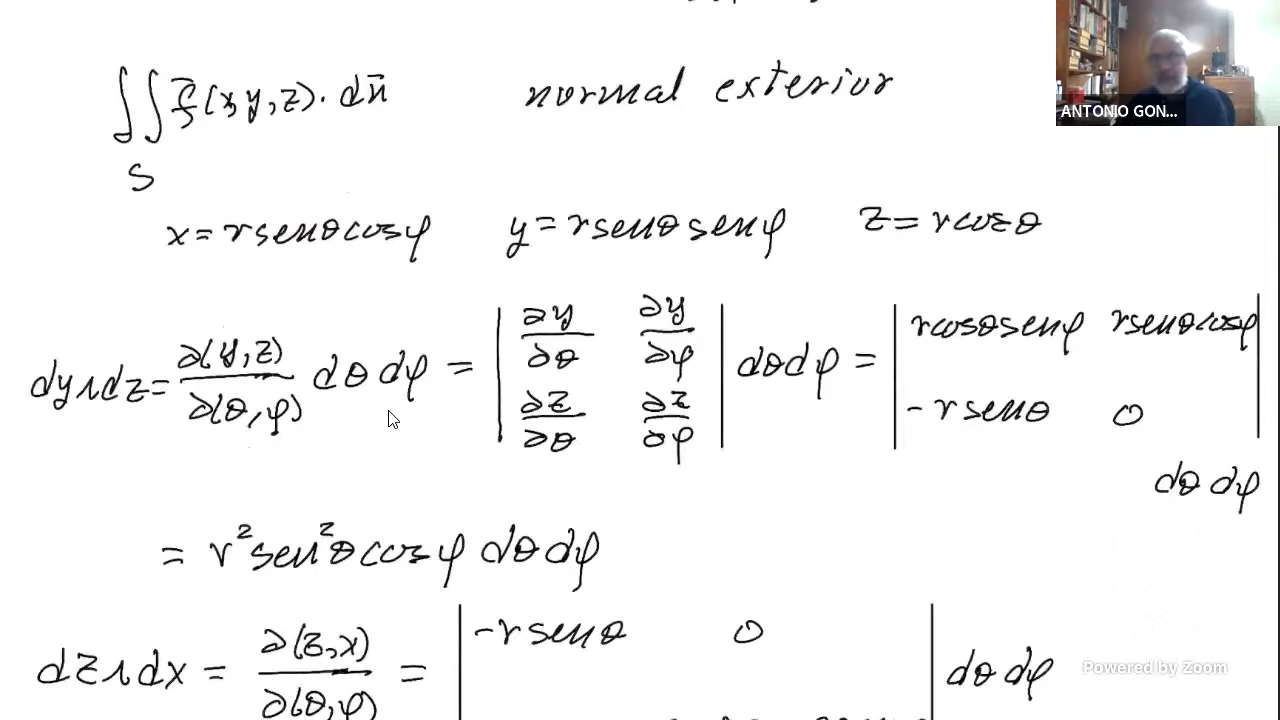 ∬ f̄(x,y,z)·dn̄ normal exterior
S
ANTONIO GON...
x = r senθ cosφ y = r senθ senφ z = r cosθ
dy∧dz = ∂(y,z)/∂(θ,φ) dθ dφ = | ∂y/∂θ ∂y/∂φ ; ∂z/∂θ ∂z/∂φ | dθ dφ = | r cosθ senφ r senθ cosφ ; - r senθ 0 |
dθ dφ
= r² sen²θ cosφ dθ dφ
dz∧dx = ∂(z,x)/∂(θ,φ) = | - r senθ 0 | dθ dφ
Powered by Zoom